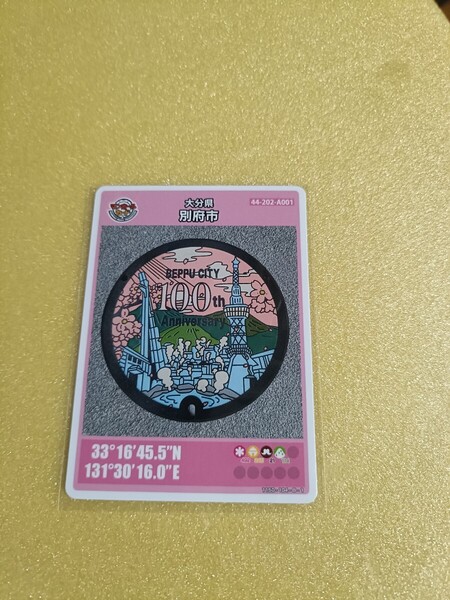 大分県
別府市
44-202-A001
BEPPU CITY
100th
Anniversary
33°16'45.5"N
131°30'16.0"E